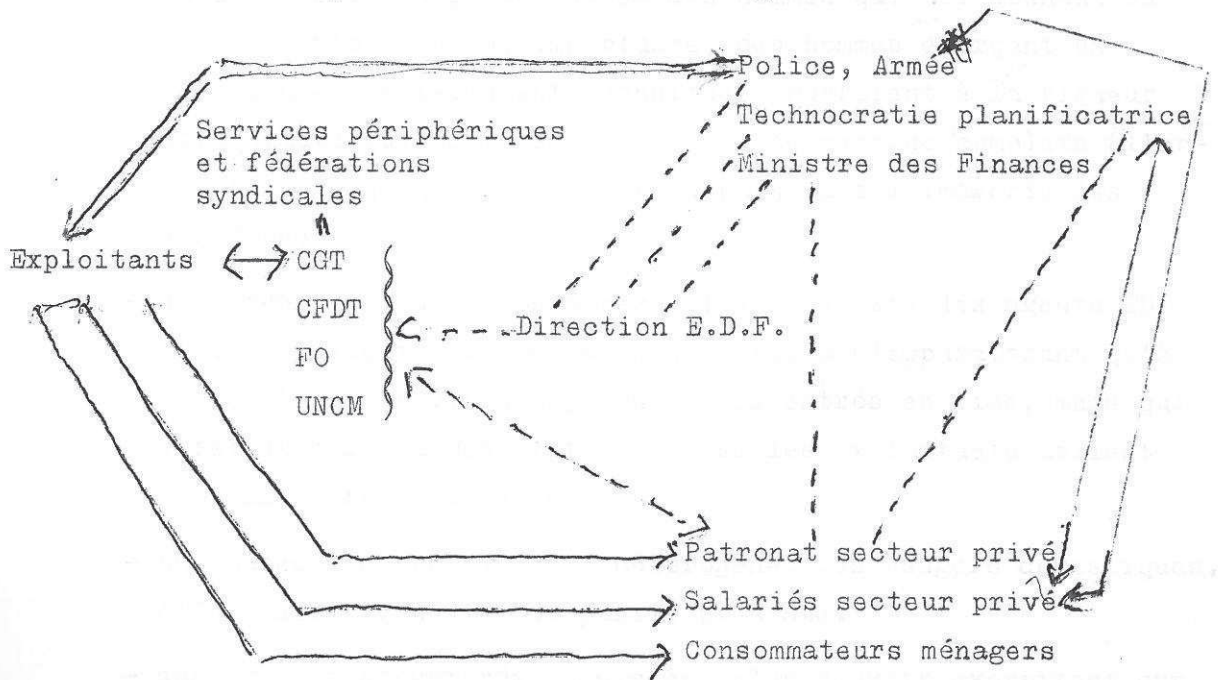 Police, Armée
Technocratie planificatrice
Ministre des Finances
Services périphériques
et fédérations
syndicales
Exploitants
CGT
CFDT
FO
UNCM
Direction E.D.F.
Patronat secteur privé
Salariés secteur privé
Consommateurs ménagers